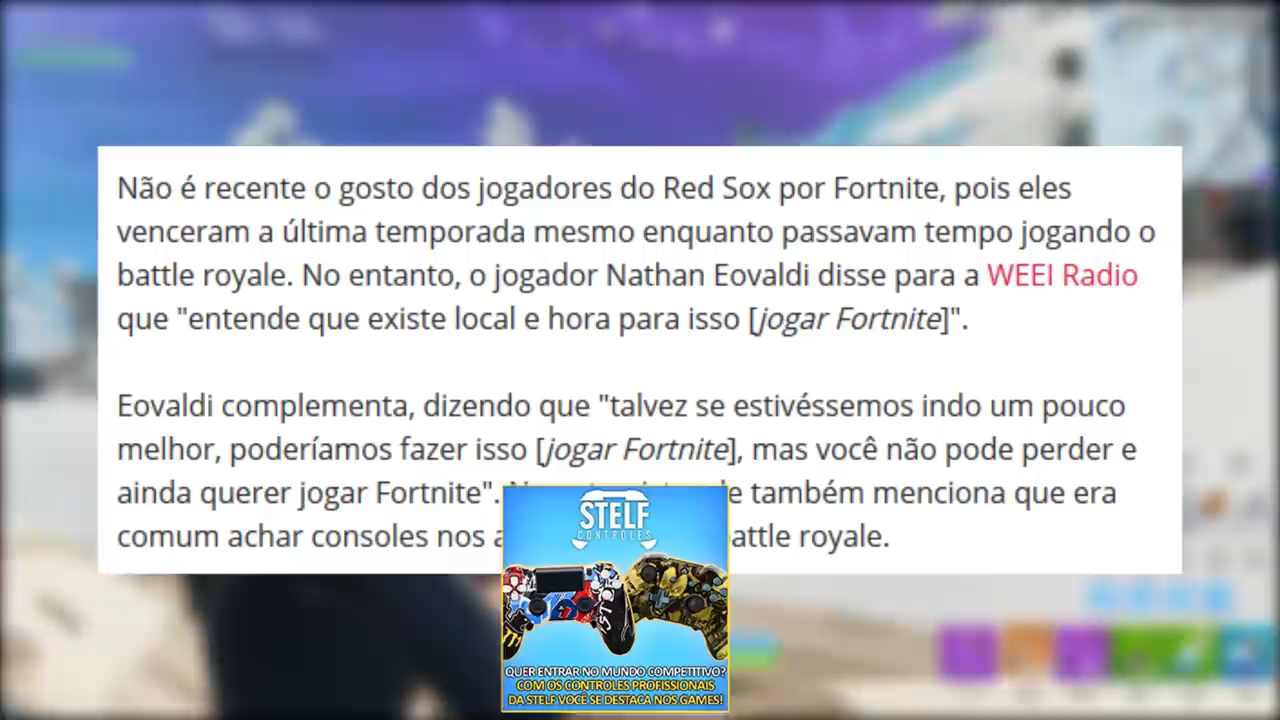 Não é recente o gosto dos jogadores do Red Sox por Fortnite, pois eles
venceram a última temporada mesmo enquanto passavam tempo jogando o
battle royale. No entanto, o jogador Nathan Eovaldi disse para a WEEI Radio
que "entende que existe local e hora para isso [jogar Fortnite]".
Eovaldi complementa, dizendo que "talvez se estivéssemos indo um pouco
melhor, poderíamos fazer isso [jogar Fortnite], mas você não pode perder e
ainda querer jogar Fortnite". também menciona que era
comum achar consoles nos royale.
STELF
CONTROLES
QUER ENTRAR NO MUNDO COMPETITIVO?
COM OS CONTROLES PROFISSIONAIS
DA STELF VOCÊ SE DESTACA NOS GAMES!